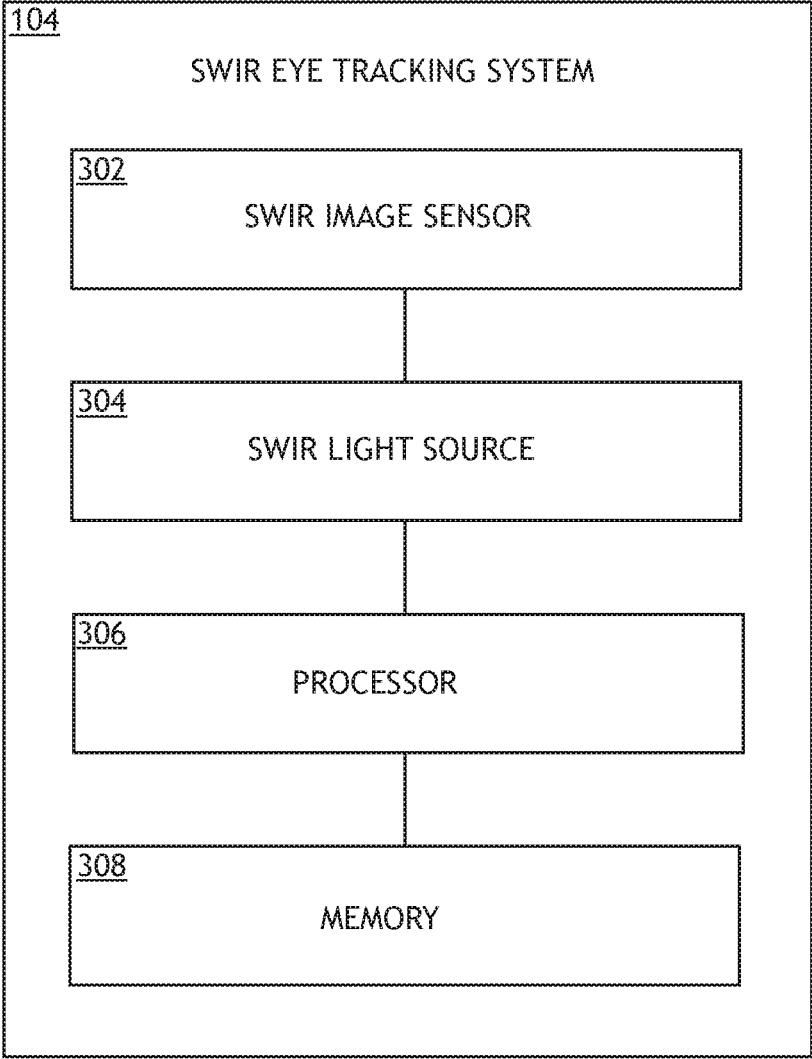 104
SWIR EYE TRACKING SYSTEM
302
SWIR IMAGE SENSOR
304
SWIR LIGHT SOURCE
306
PROCESSOR
308
MEMORY